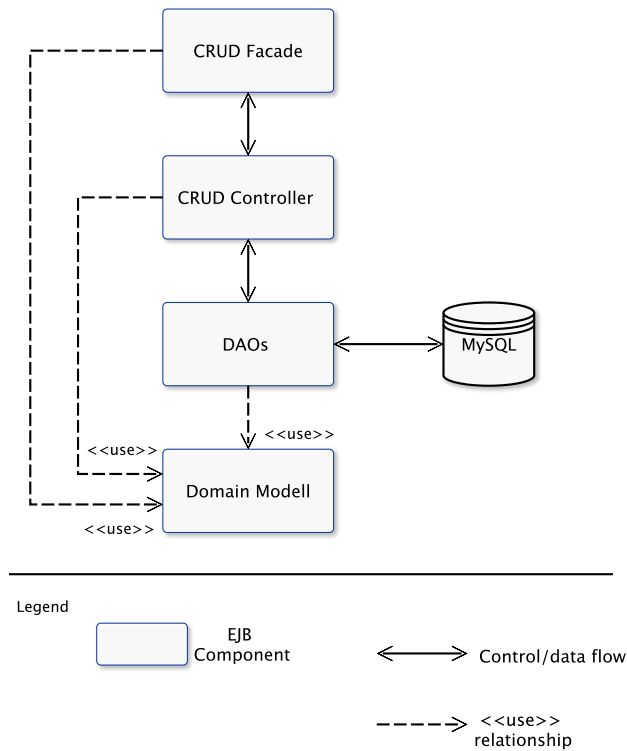 CRUD Facade
CRUD Controller
DAOs
MySQL
<<use>>
<<use>>
Domain Modell
<<use>>
Legend
EJB
Component
Control/data flow
<<use>>
relationship